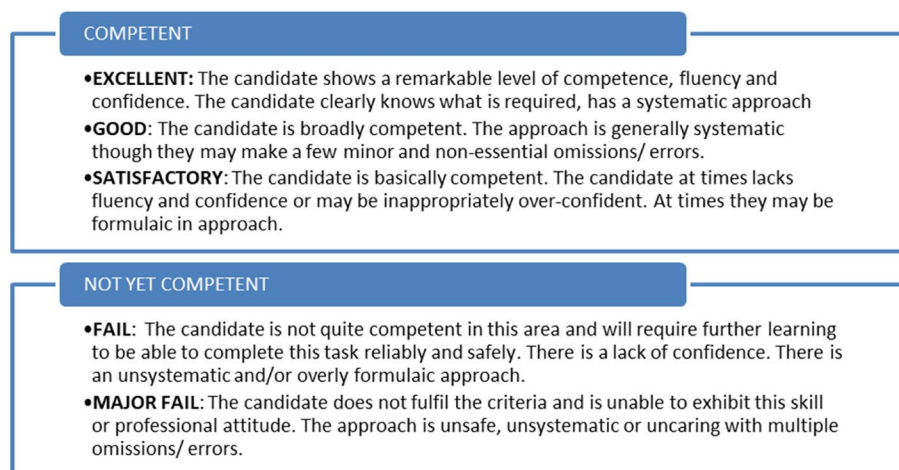 COMPETENT
•EXCELLENT: The candidate shows a remarkable level of competence, fluency and
confidence. The candidate clearly knows what is required, has a systematic approach
•GOOD: The candidate is broadly competent. The approach is generally systematic
though they may make a few minor and non-essential omissions/ errors.
•SATISFACTORY: The candidate is basically competent. The candidate at times lacks
fluency and confidence or may be inappropriately over-confident. At times they may be
formulaic in approach.
NOT YET COMPETENT
•FAIL: The candidate is not quite competent in this area and will require further learning
to be able to complete this task reliably and safely. There is a lack of confidence. There is
an unsystematic and/or overly formulaic approach.
•MAJOR FAIL: The candidate does not fulfil the criteria and is unable to exhibit this skill
or professional attitude. The approach is unsafe, unsystematic or uncaring with multiple
omissions/ errors.